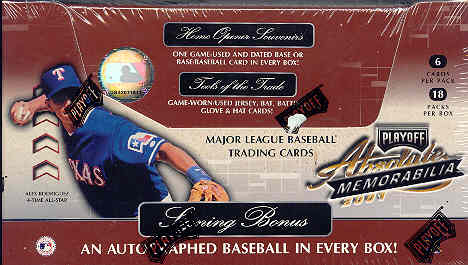 Home Opener Souvenirs
ONE GAME-USED AND DATED BASE OR
BASE/BASEBALL CARD IN EVERY BOX!
Tools of the Trade
GAME-WORN/USED JERSEY, BAT,
GLOVE & HAT CARDS!
PLAYOFF
MAJOR LEAGUE BASEBALL
TRADING CARDS
6
CARDS
PER PACK
18
PACKS
PER BOX
PLAYOFF
Absolute
MEMORABILIA
2001
T
TEXAS
ALEX RODRIGUEZ
4-TIME ALL-STAR
Signing Bonus
AN AUTOGRAPHED BASEBALL IN EVERY BOX!
PLAYOFF